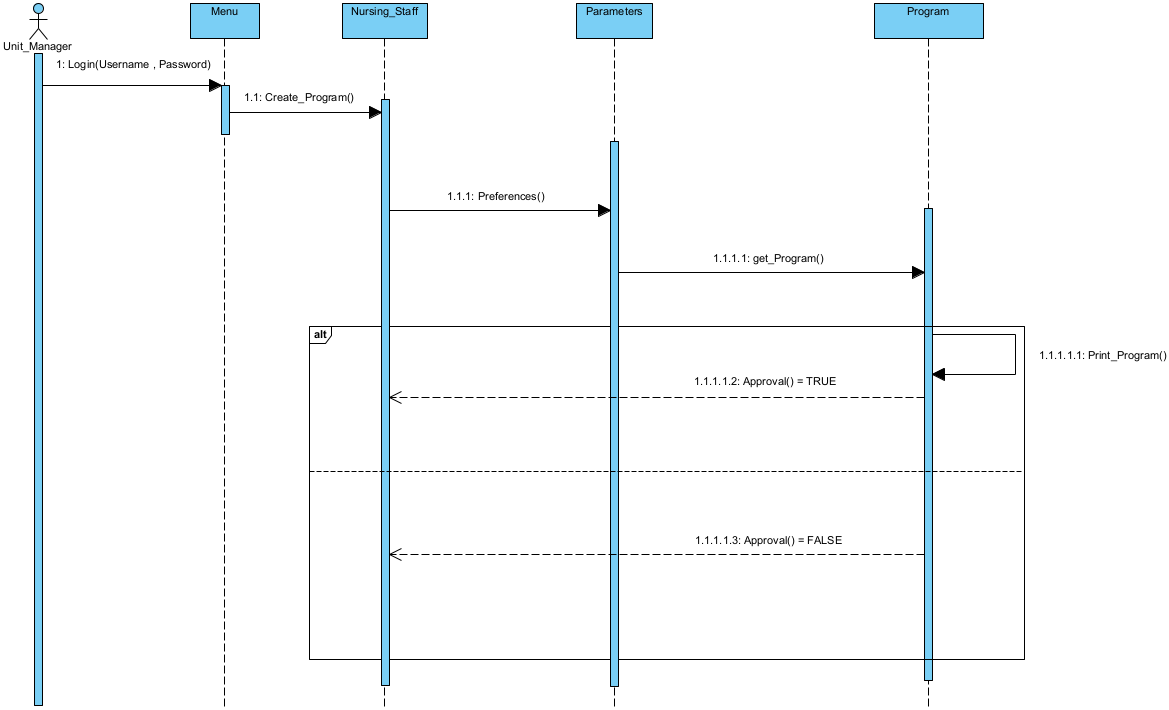 Menu
Nursing_Staff
Parameters
Program
Unit_Manager
1: Login(Username , Password)
1.1: Create_Program()
1.1.1: Preferences()
1.1.1.1: get_Program()
alt
1.1.1.1.1: Print_Program()
1.1.1.1.2: Approval() = TRUE
1.1.1.1.3: Approval() = FALSE